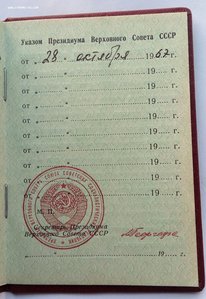 Указом Президиума Верховного Совета СССР
от „ 28 " октября 1967 г.
от „ " 19 г.
от „ " 19 г.
от „ " 19 г.
от „ " 19 г.
от „ " 19 г.
от „ " 19 г.
от „ " 19 г.
от „ " 19 г.
М. П.
Секретарь Президиума
Верховного Совета СССР
19 г.